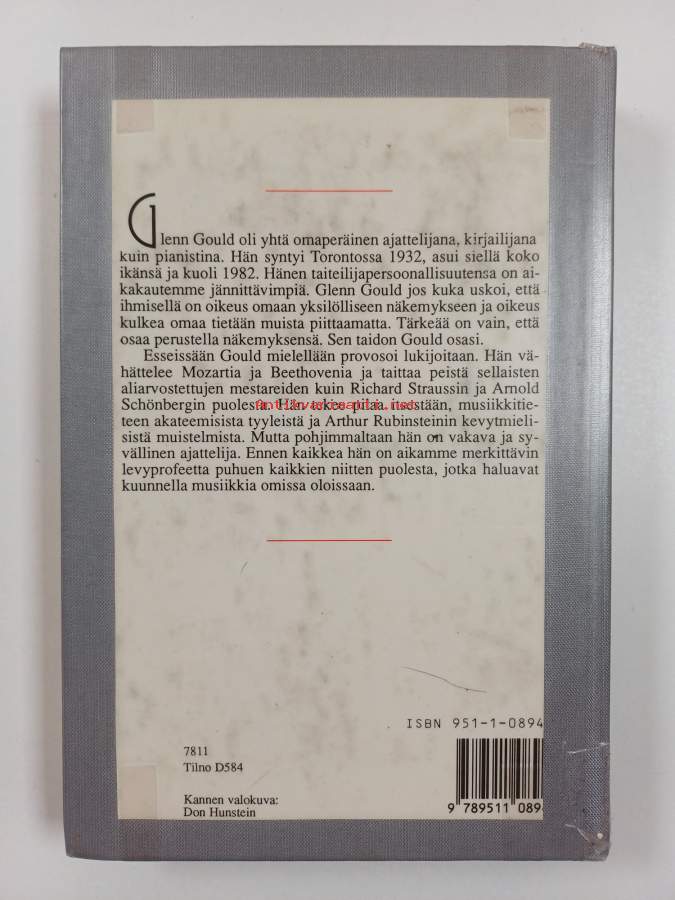 Glenn Gould oli yhtä omaperäinen ajattelijana, kirjailijana
kuin pianistina. Hän syntyi Torontossa 1932, asui siellä koko
ikänsä ja kuoli 1982. Hänen taiteilijapersoonallisuutensa on ai-
kakautemme jännittävimpiä. Glenn Gould jos kuka uskoi, että
ihmisellä on oikeus omaan yksilölliseen näkemykseen ja oikeus
kulkea omaa tietään muista piittaamatta. Tärkeää on vain, että
osaa perustella näkemyksensä. Sen taidon Gould osasi.
Esseissään Gould mielellään provosoi lukijoitaan. Hän vä-
hättelee Mozartia ja Beethovenia ja taittaa peistä sellaisten
aliarvostettujen mestareiden kuin Richard Straussin ja Arnold
Schönbergin puolesta. Hän tekee pilaa itsestään, musiikkitie-
teen akateemisista tyyleistä ja Arthur Rubinsteinin kevytmieli-
sistä muistelmista. Mutta pohjimmaltaan hän on vakava ja sy-
vällinen ajattelija. Ennen kaikkea hän on aikamme merkittävin
levyprofeetta puhuen kaikkien niitten puolesta, jotka haluavat
kuunnella musiikkia omissa oloissaan.
ISBN 951-1-0894
7811
Tilno D584
Kannen valokuva:
Don Hunstein
9 789511 089